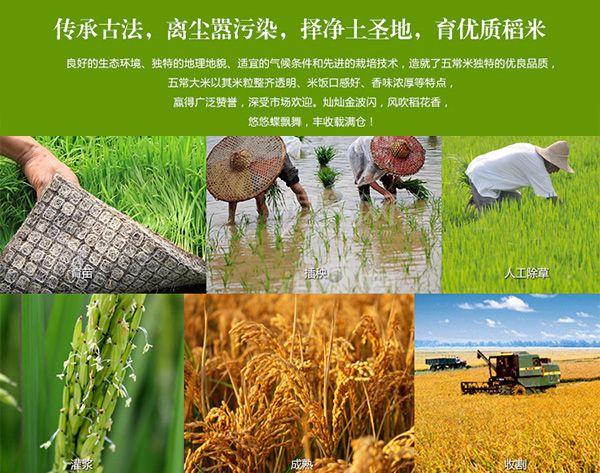 传承古法，离尘嚣污染，择净土圣地，育优质稻米
良好的生态环境、独特的地理地貌、适宜的气候条件和先进的栽培技术，造就了五常米独特的优良品质，
五常大米以其米粒整齐透明、米饭口感好、香味浓厚等特点，
赢得广泛赞誉，深受市场欢迎。灿灿金波闪，风吹稻花香，
悠悠蝶飘舞，丰收载满仓！
育苗
插秧
人工除草
灌浆
成熟
收割